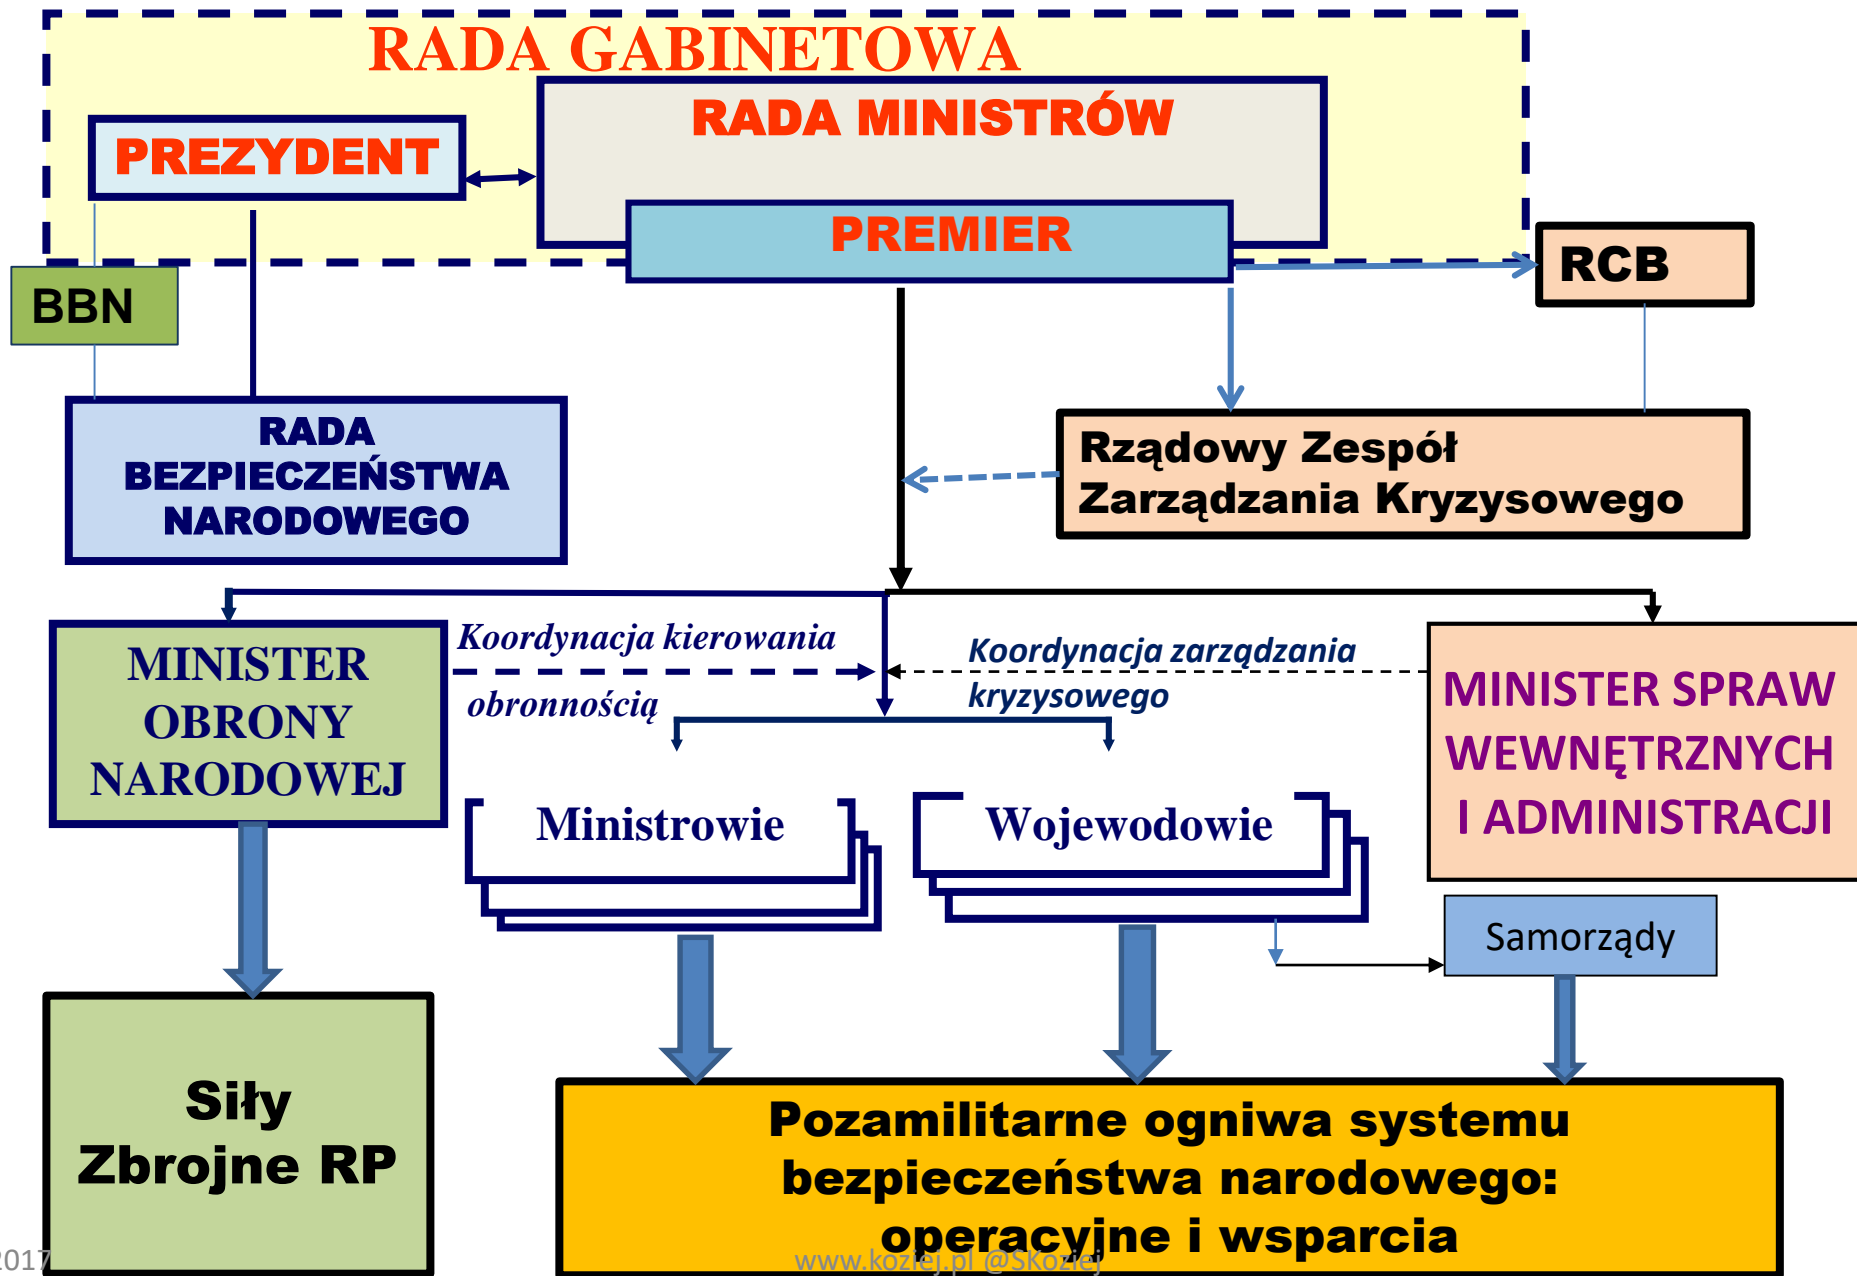 RADA GABINETOWA
RADA MINISTRÓW
PREZYDENT
PREMIER
RCB
BBN
RADA
BEZPIECZEŃSTWA
NARODOWEGO
Rządowy Zespół
Zarządzania Kryzysowego
Koordynacja kierowania
obronnością
Koordynacja zarządzania
kryzysowego
MINISTER
OBRONY
NARODOWEJ
MINISTER SPRAW
WEWNĘTRZNYCH
I ADMINISTRACJI
Ministrowie
Wojewodowie
Samorządy
Siły
Zbrojne RP
Pozamilitarne ogniwa systemu
bezpieczeństwa narodowego:
operacyjne i wsparcia
2017
www.koziej.pl @SKoziej